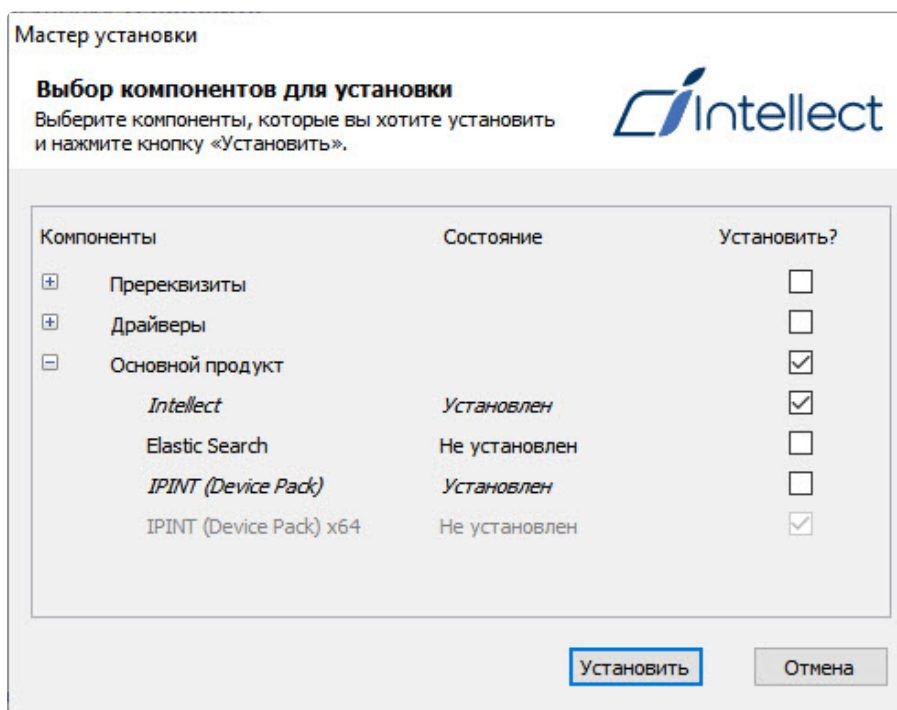 Мастер установки
Выбор компонентов для установки
Выберите компоненты, которые вы хотите установить
и нажмите кнопку «Установить».
Intellect
Компоненты Состояние Установить?
Пререквизиты
Драйверы
Основной продукт
Intellect Установлен
Elastic Search Не установлен
IPINT (Device Pack) Установлен
IPINT (Device Pack) x64 Не установлен
Установить Отмена